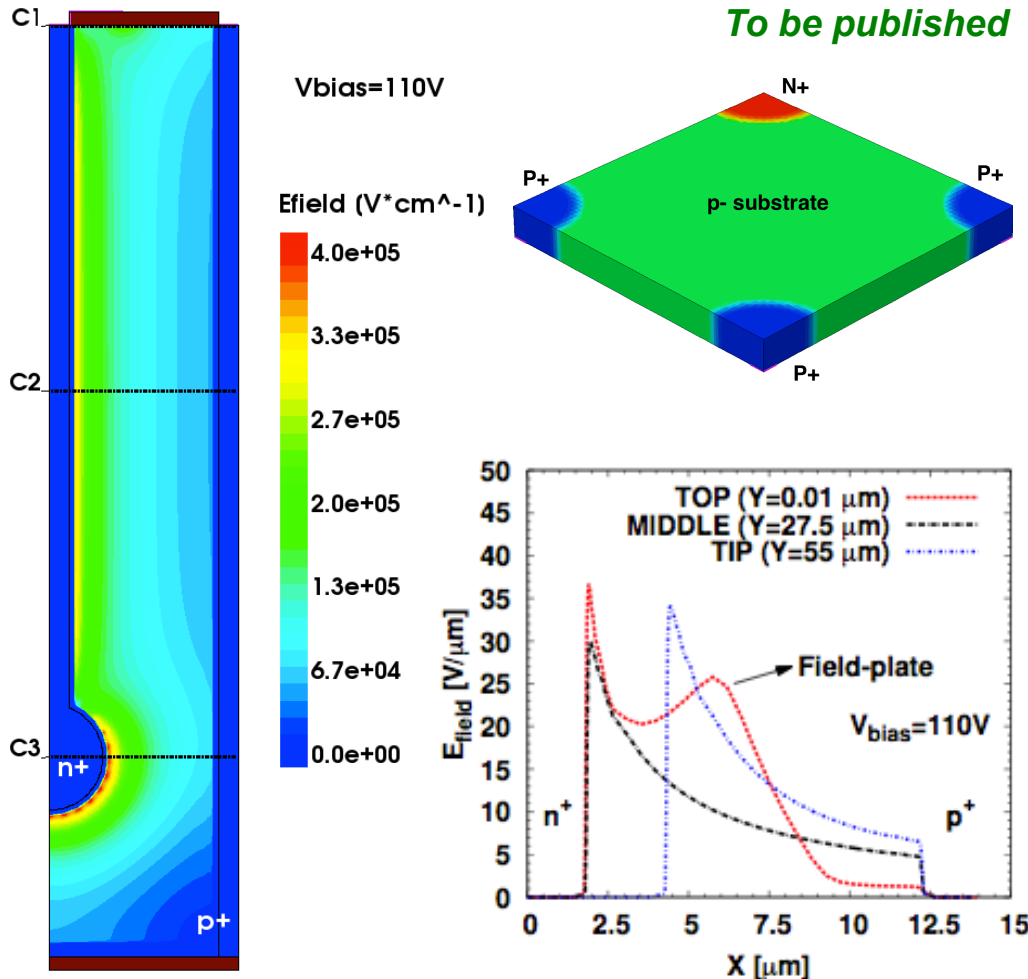 To be published
C1
Vbias=110V
Efield (V*cm^-1)
4.0e+05
3.3e+05
2.7e+05
2.0e+05
1.3e+05
6.7e+04
0.0e+00
C2
C3
n+
p+
N+
P+
P+
p- substrate
P+
50
45
40
35
30
25
20
15
10
5
0
E_field [V/μm]
TOP (Y=0.01 μm)
MIDDLE (Y=27.5 μm)
TIP (Y=55 μm)
Field-plate
V_bias=110V
n⁺
p⁺
0
2.5
5
7.5
10
12.5
15
X [μm]